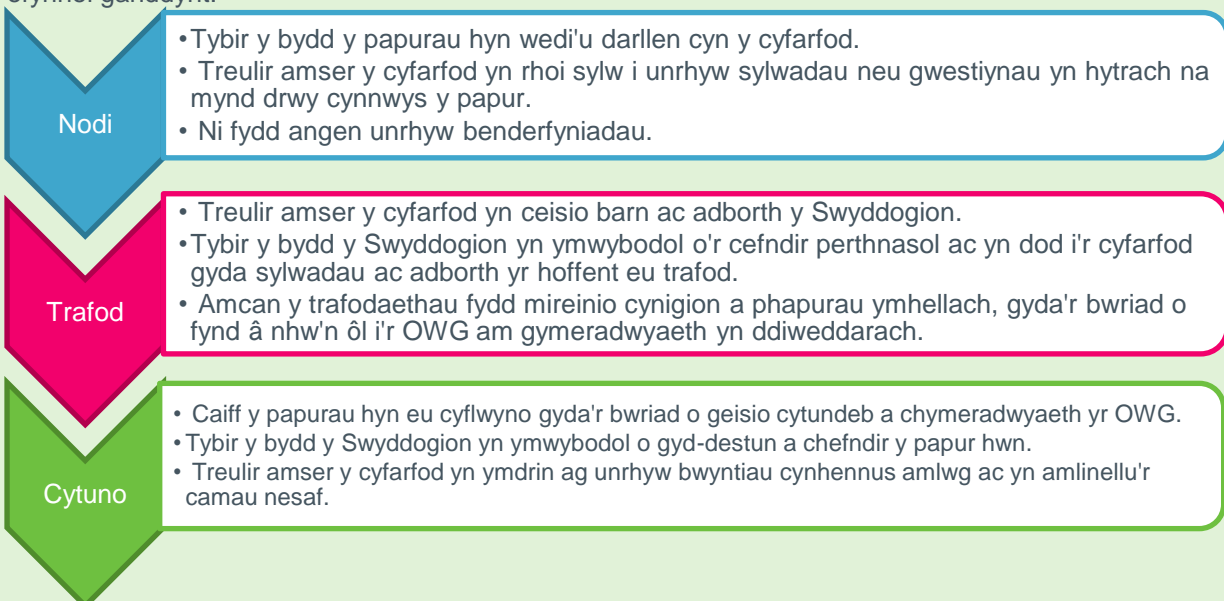 Nodi
•Tybir y bydd y papurau hyn wedi'u darllen cyn y cyfarfod.
• Treulir amser y cyfarfod yn rhoi sylw i unrhyw sylwadau neu gwestiynau yn hytrach na
mynd drwy cynnwys y papur.
• Ni fydd angen unrhyw benderfyniadau.
Trafod
• Treulir amser y cyfarfod yn ceisio barn ac adborth y Swyddogion.
•Tybir y bydd y Swyddogion yn ymwybodol o'r cefndir perthnasol ac yn dod i'r cyfarfod
gyda sylwadau ac adborth yr hoffent eu trafod.
• Amcan y trafodaethau fydd mireinio cynigion a phapurau ymhellach, gyda'r bwriad o
fynd â nhw'n ôl i'r OWG am gymeradwyaeth yn ddiweddarach.
Cytuno
• Caiff y papurau hyn eu cyflwyno gyda'r bwriad o geisio cytundeb a chymeradwyaeth yr OWG.
•Tybir y bydd y Swyddogion yn ymwybodol o gyd-destun a chefndir y papur hwn.
• Treulir amser y cyfarfod yn ymdrin ag unrhyw bwyntiau cynhennus amlwg ac yn amlinellu'r
camau nesaf.